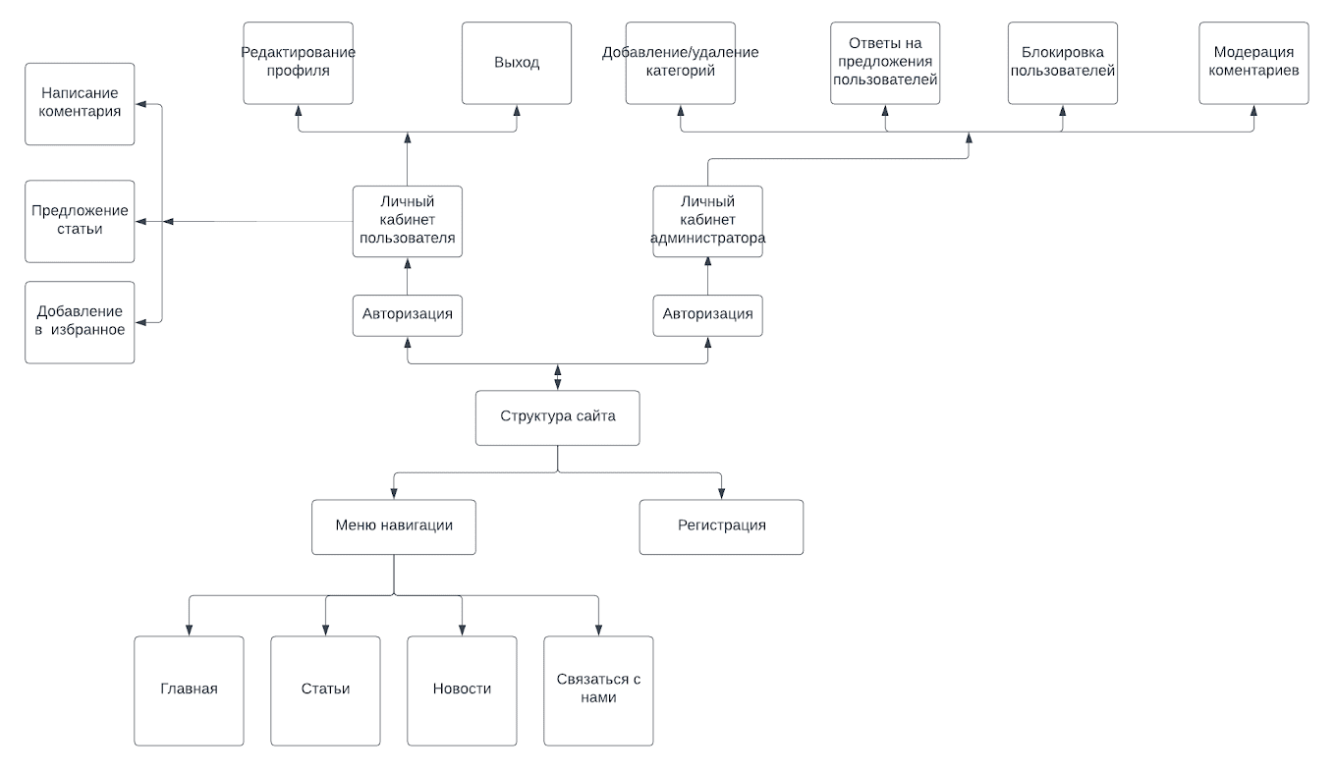 Редактирование
профиля
Выход
Добавление/удаление
категорий
Ответы на
предложения
пользователей
Блокировка
пользователей
Модерация
коментариев
Написание
коментария
Предложение
статьи
Личный
кабинет
пользователя
Личный
кабинет
администратора
Добавление
в избранное
Авторизация
Авторизация
Структура сайта
Меню навигации
Регистрация
Главная
Статьи
Новости
Связаться с
нами